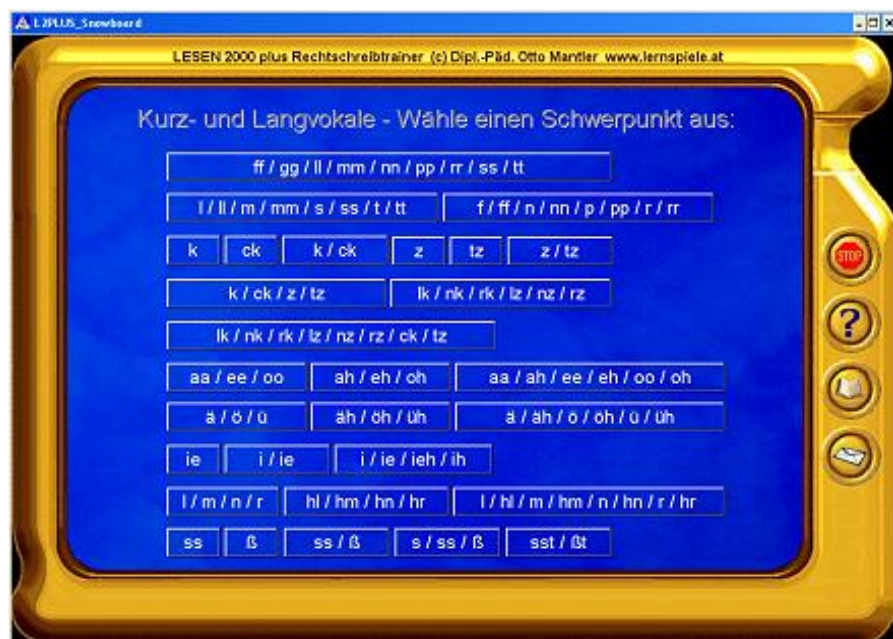 L2PLUS_Snowboard
LESEN 2000 plus Rechtschreibtrainer (c) Dipl.-Päd. Otto Mantler www.lernspiele.at
Kurz- und Langvokale - Wähle einen Schwerpunkt aus:
ff / gg / ll / mm / nn / pp / rr / ss / tt
l / ll / m / mm / s / ss / t / tt f / ff / n / nn / p / pp / r / rr
k ck k / ck z tz z / tz
k / ck / z / tz lk / nk / rk / lz / nz / rz
lk / nk / rk / lz / nz / rz / ck / tz
aa / ee / oo ah / eh / oh aa / ah / ee / eh / oo / oh
ä / ö / ü äh / öh / üh ä / äh / ö / öh / ü / üh
ie i / ie i / ie / ieh / ih
l / m / n / r hl / hm / hn / hr l / hl / m / hm / n / hn / r / hr
ss ß ss / ß s / ss / ß sst / ßt
STOP
?